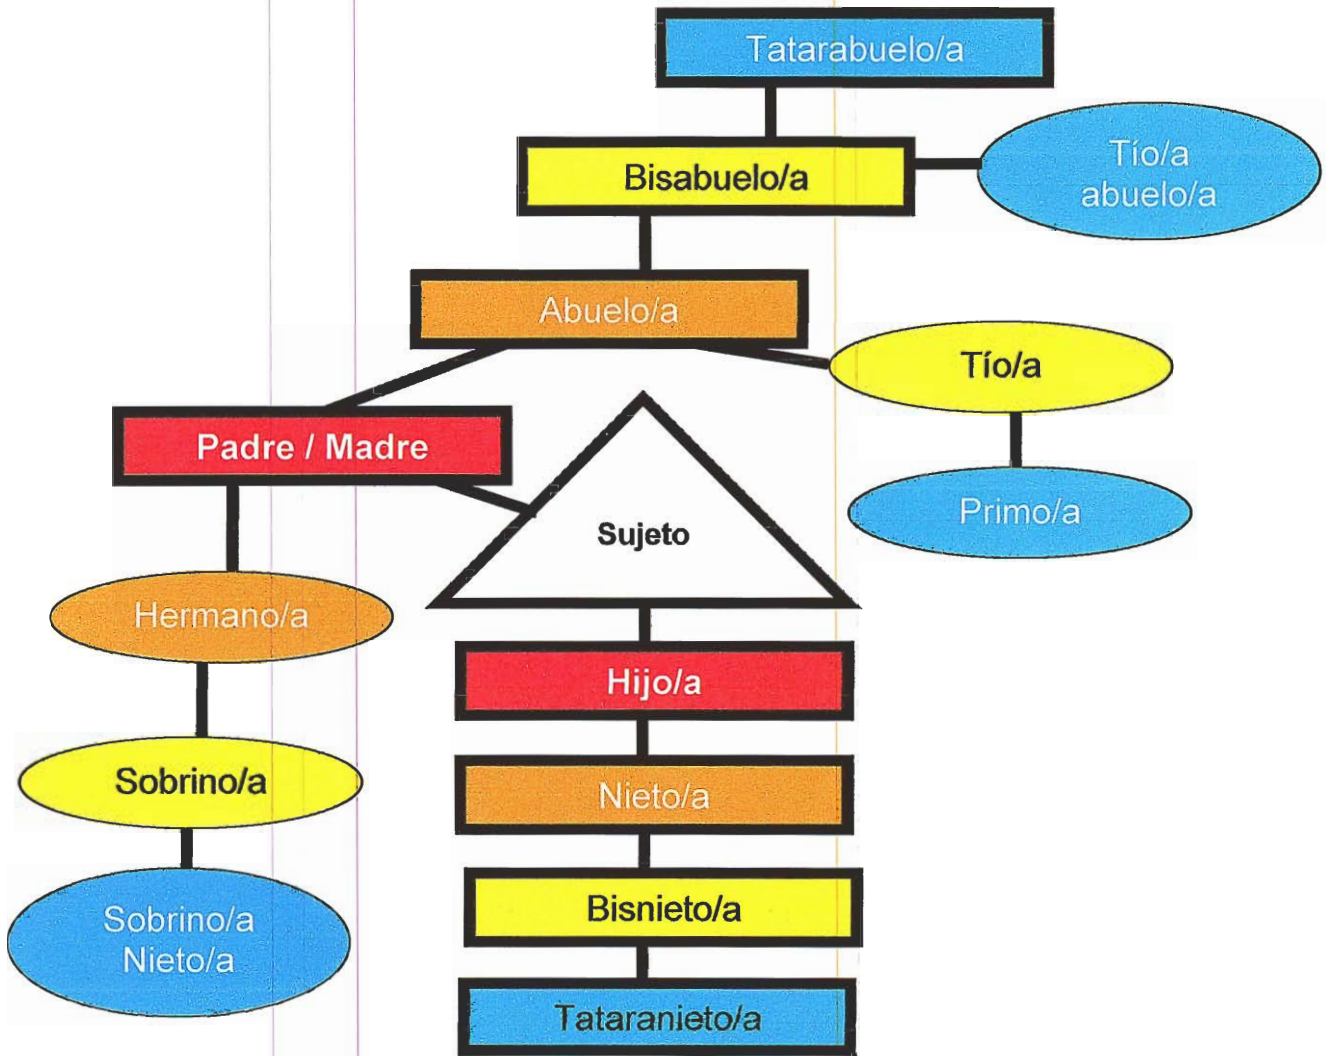 Tatarabuelo/a
Tío/a
abuelo/a
Bisabuelo/a
Abuelo/a
Tío/a
Padre / Madre
Primo/a
Sujeto
Hermano/a
Hijo/a
Sobrino/a
Nieto/a
Bisnieto/a
Sobrino/a
Nieto/a
Tataranieto/a